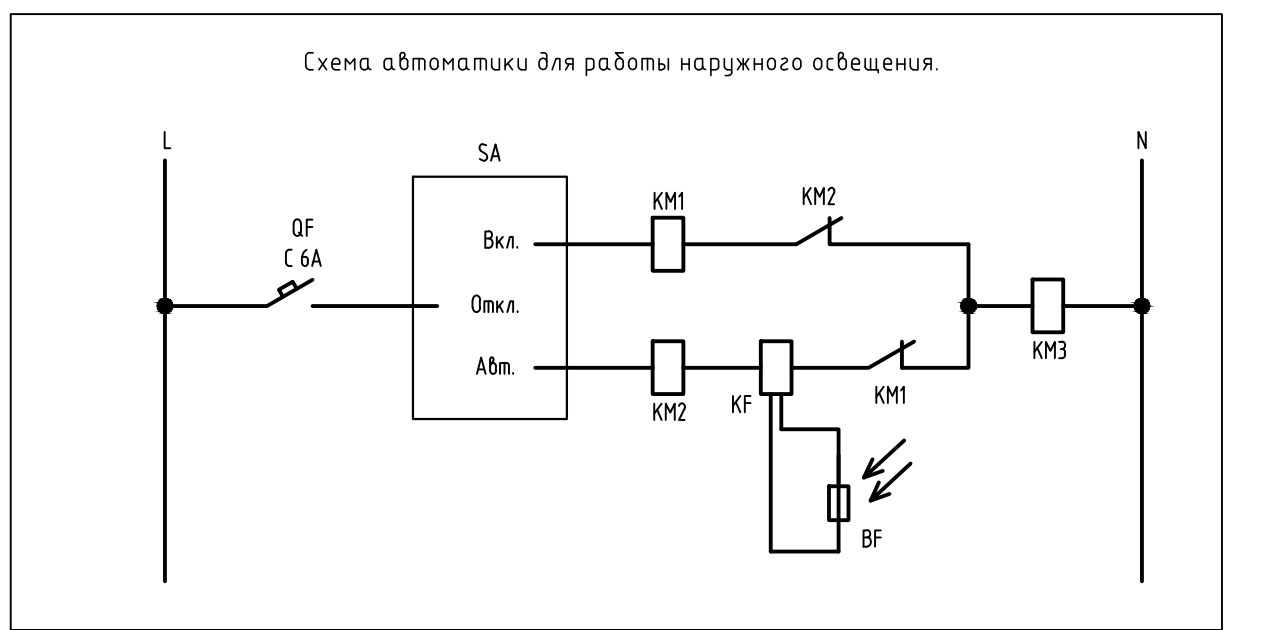 Схема автоматики для работы наружного освещения.
L
N
SA
QF
C 6A
KM1
KM2
Вкл.
Откл.
Авт.
KM3
KM2
KF
KM1
BF